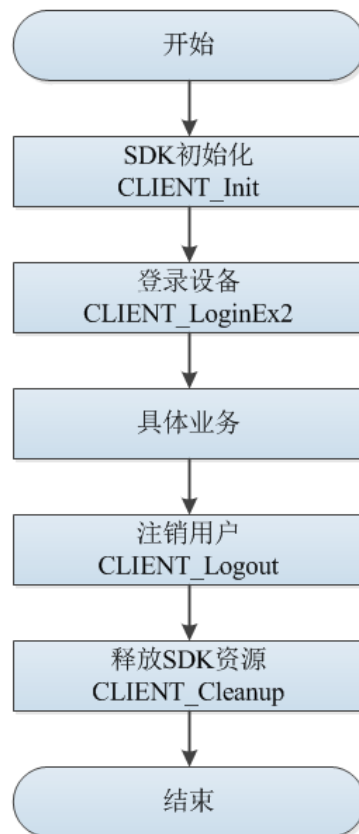 开始
SDK初始化
CLIENT_Init
登录设备
CLIENT_LoginEx2
具体业务
注销用户
CLIENT_Logout
释放SDK资源
CLIENT_Cleanup
结束